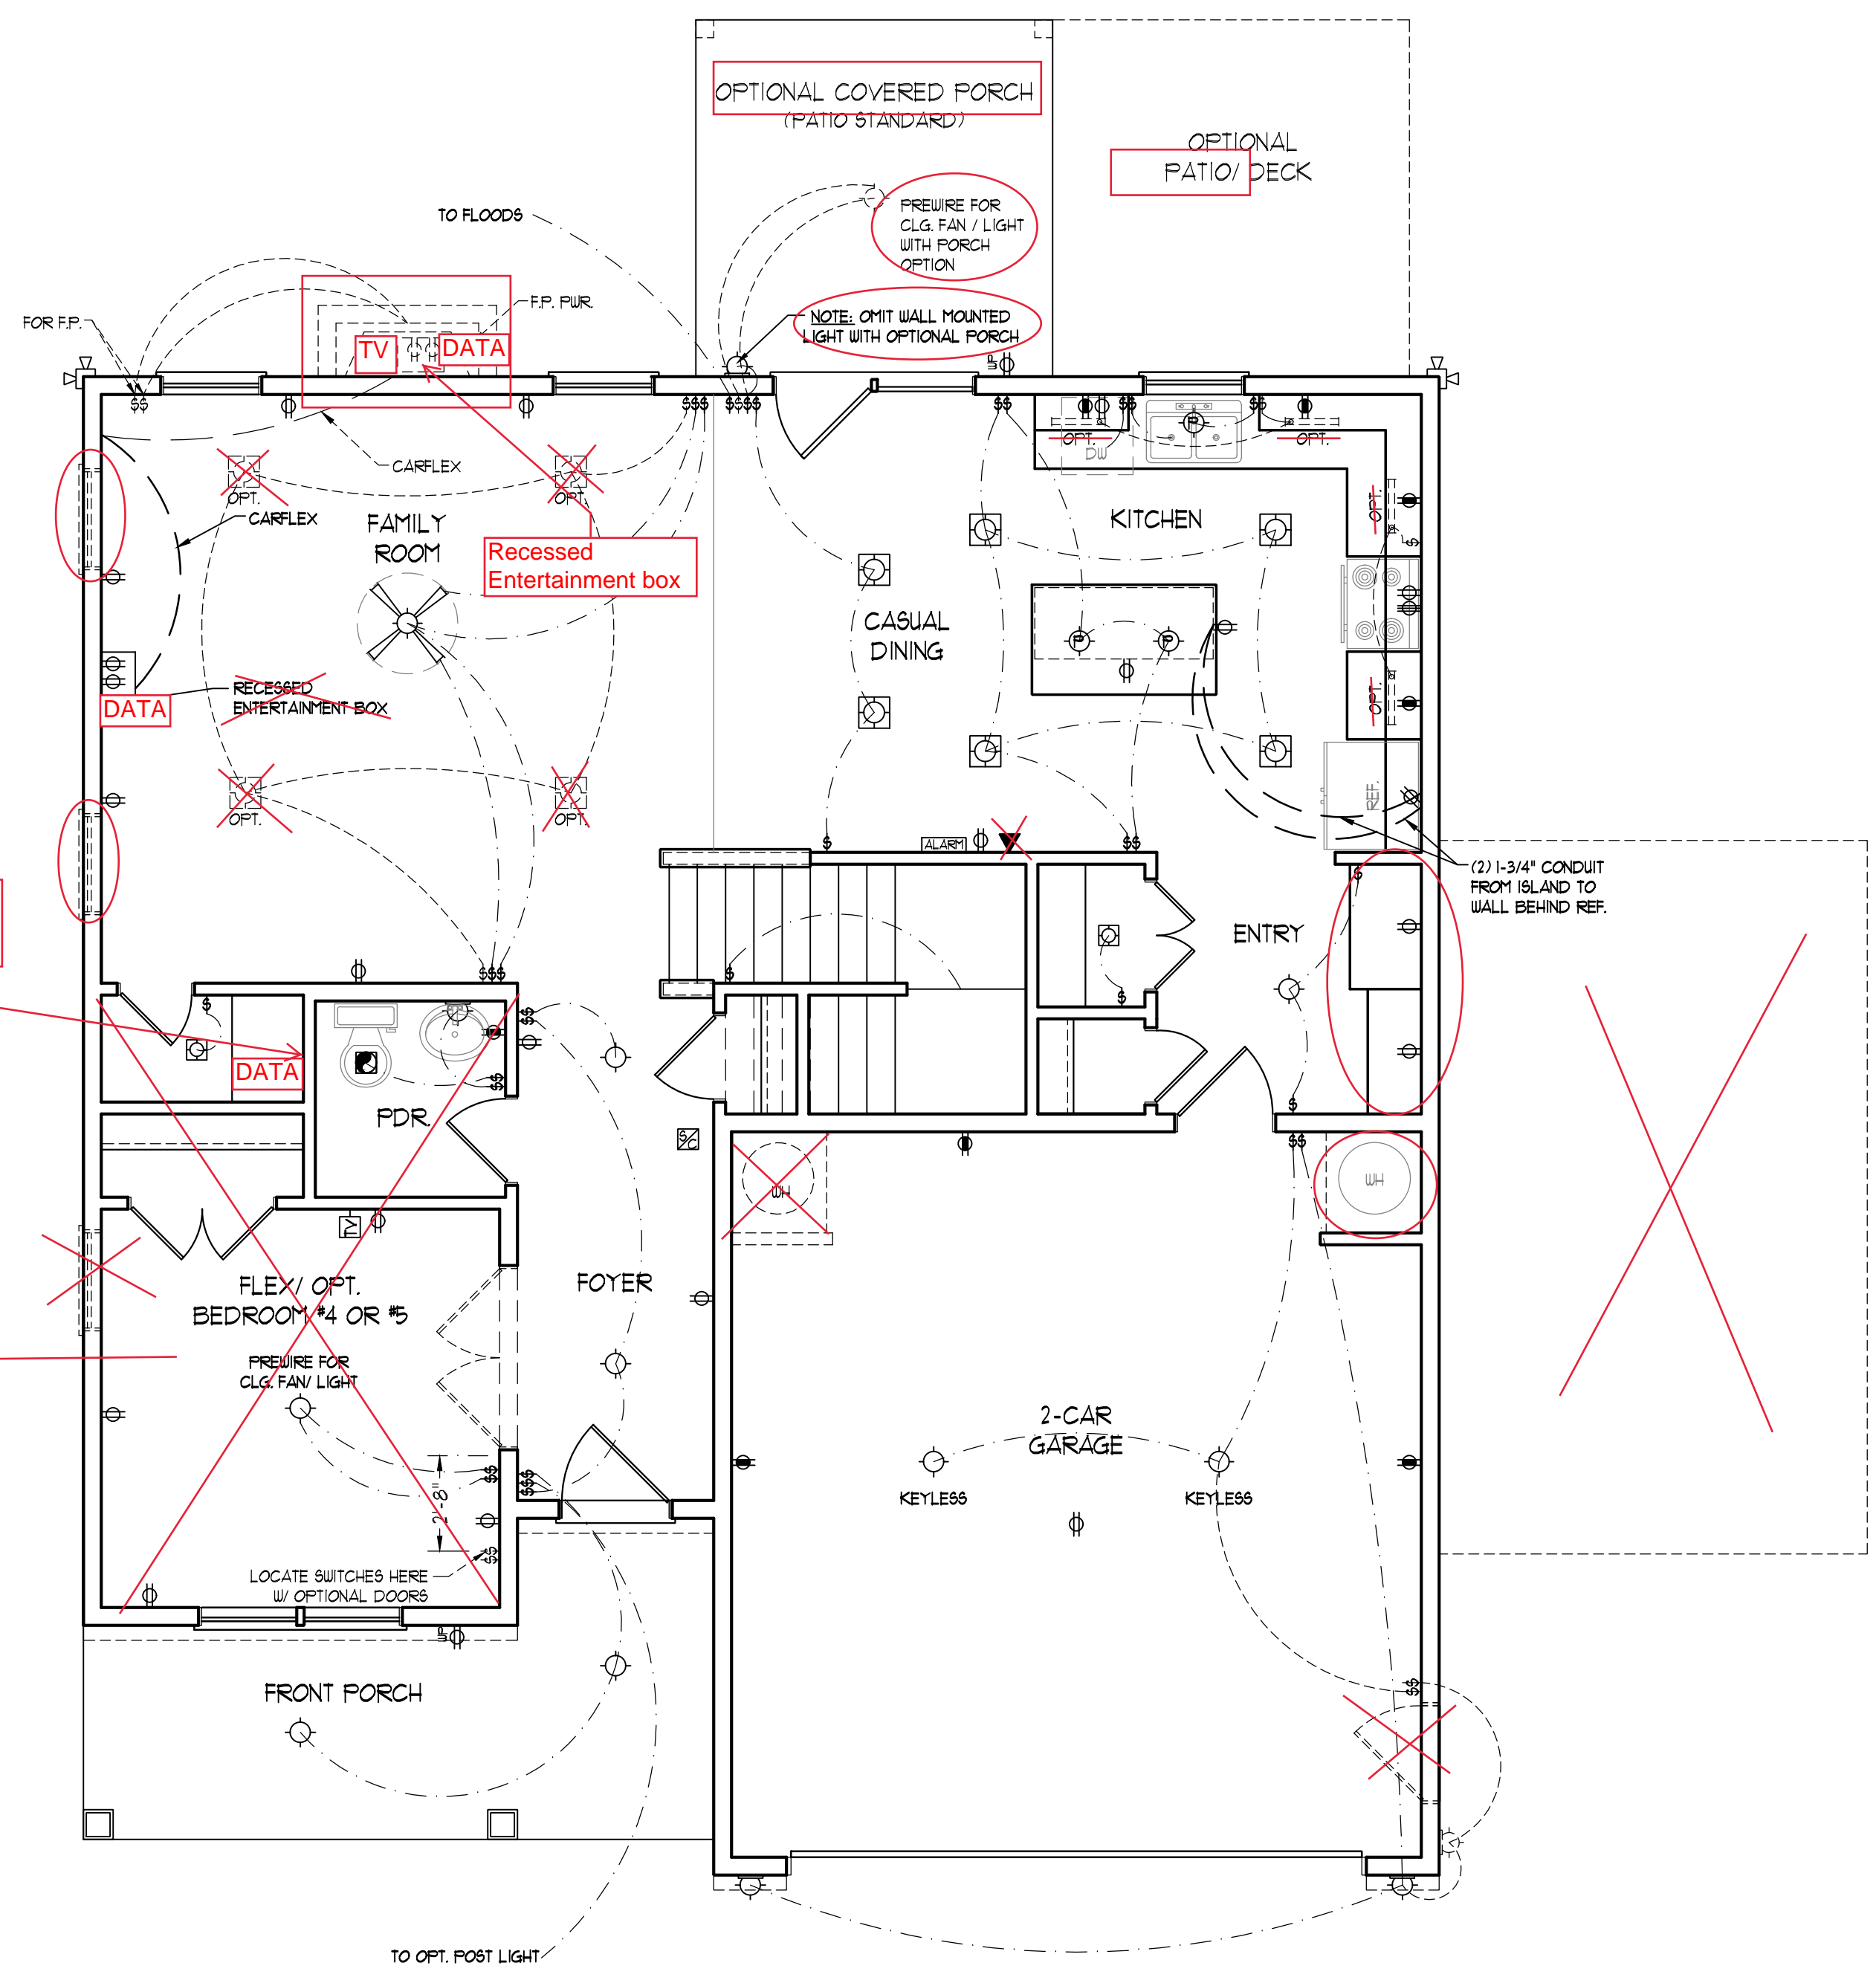 OPTIONAL COVERED PORCH
(PATIO STANDARD)
OPTIONAL
PATIO/ DECK
TO FLOODS
PREWIRE FOR
CLG. FAN / LIGHT
WITH PORCH
OPTION
F.P. PWR.
FOR F.P.
NOTE: OMIT WALL MOUNTED
LIGHT WITH OPTIONAL PORCH
TV
DATA
WP
$$
$$$
$$$$
$$
$$
$$
OPT.
OPT.
DW
P
CARFLEX
OPT.
OPT.
CARFLEX
FAMILY
ROOM
KITCHEN
OPT.
$
Recessed
Entertainment box
CASUAL
DINING
P
P
RECESSED
ENTERTAINMENT BOX
DATA
OPT.
OPT.
OPT.
REF.
$
ALARM
$$
(2) 1-3/4" CONDUIT
FROM ISLAND TO
WALL BEHIND REF.
$
ENTRY
$$$
$
$
$
$$
DATA
$$
PDR.
S/C
$
$$
WH
WH
TV
FLEX/ OPT.
BEDROOM #4 OR #5
FOYER
PREWIRE FOR
CLG. FAN/ LIGHT
2-CAR
GARAGE
$$
$$$
2'-8"
KEYLESS
KEYLESS
$$
LOCATE SWITCHES HERE
W/ OPTIONAL DOORS
WP
FRONT PORCH
$$
TO OPT. POST LIGHT